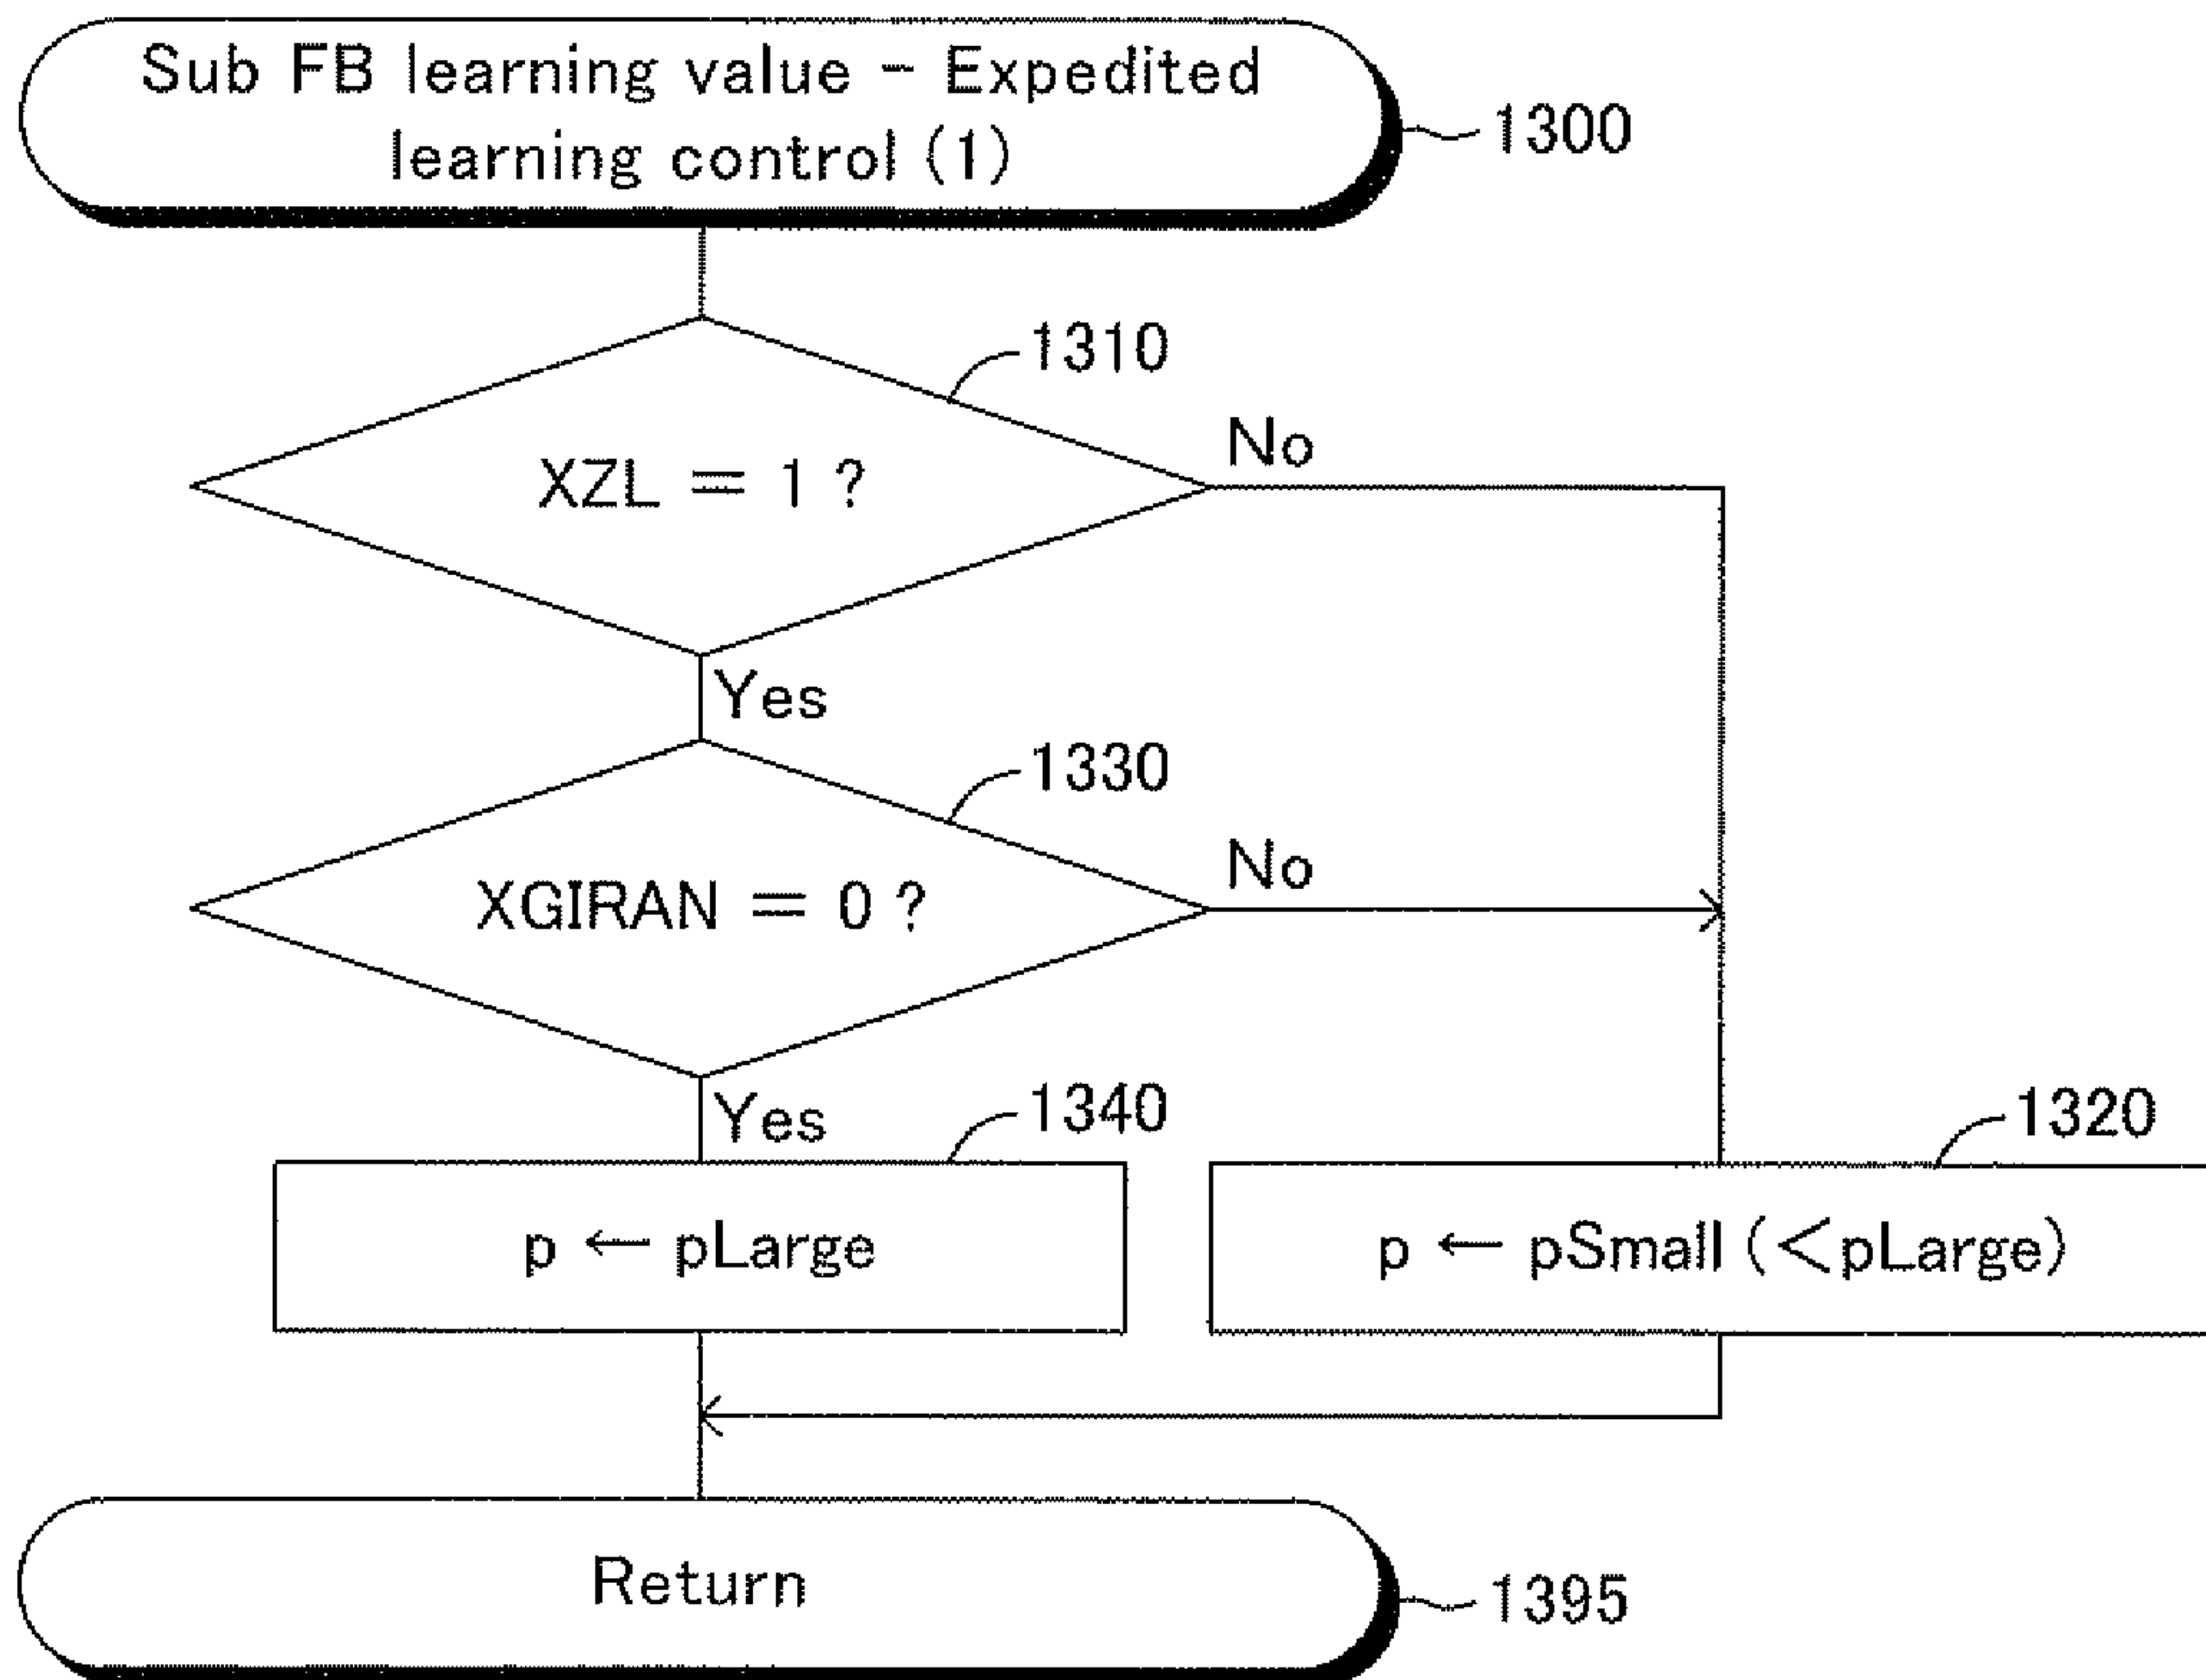 Sub FB learning value - Expedited
learning control (1)
1300
1310
XZL = 1 ?
No
Yes
1330
XGIRAN = 0 ?
No
Yes
1340
1320
p ← pLarge
p ← pSmall (<pLarge)
Return
1395